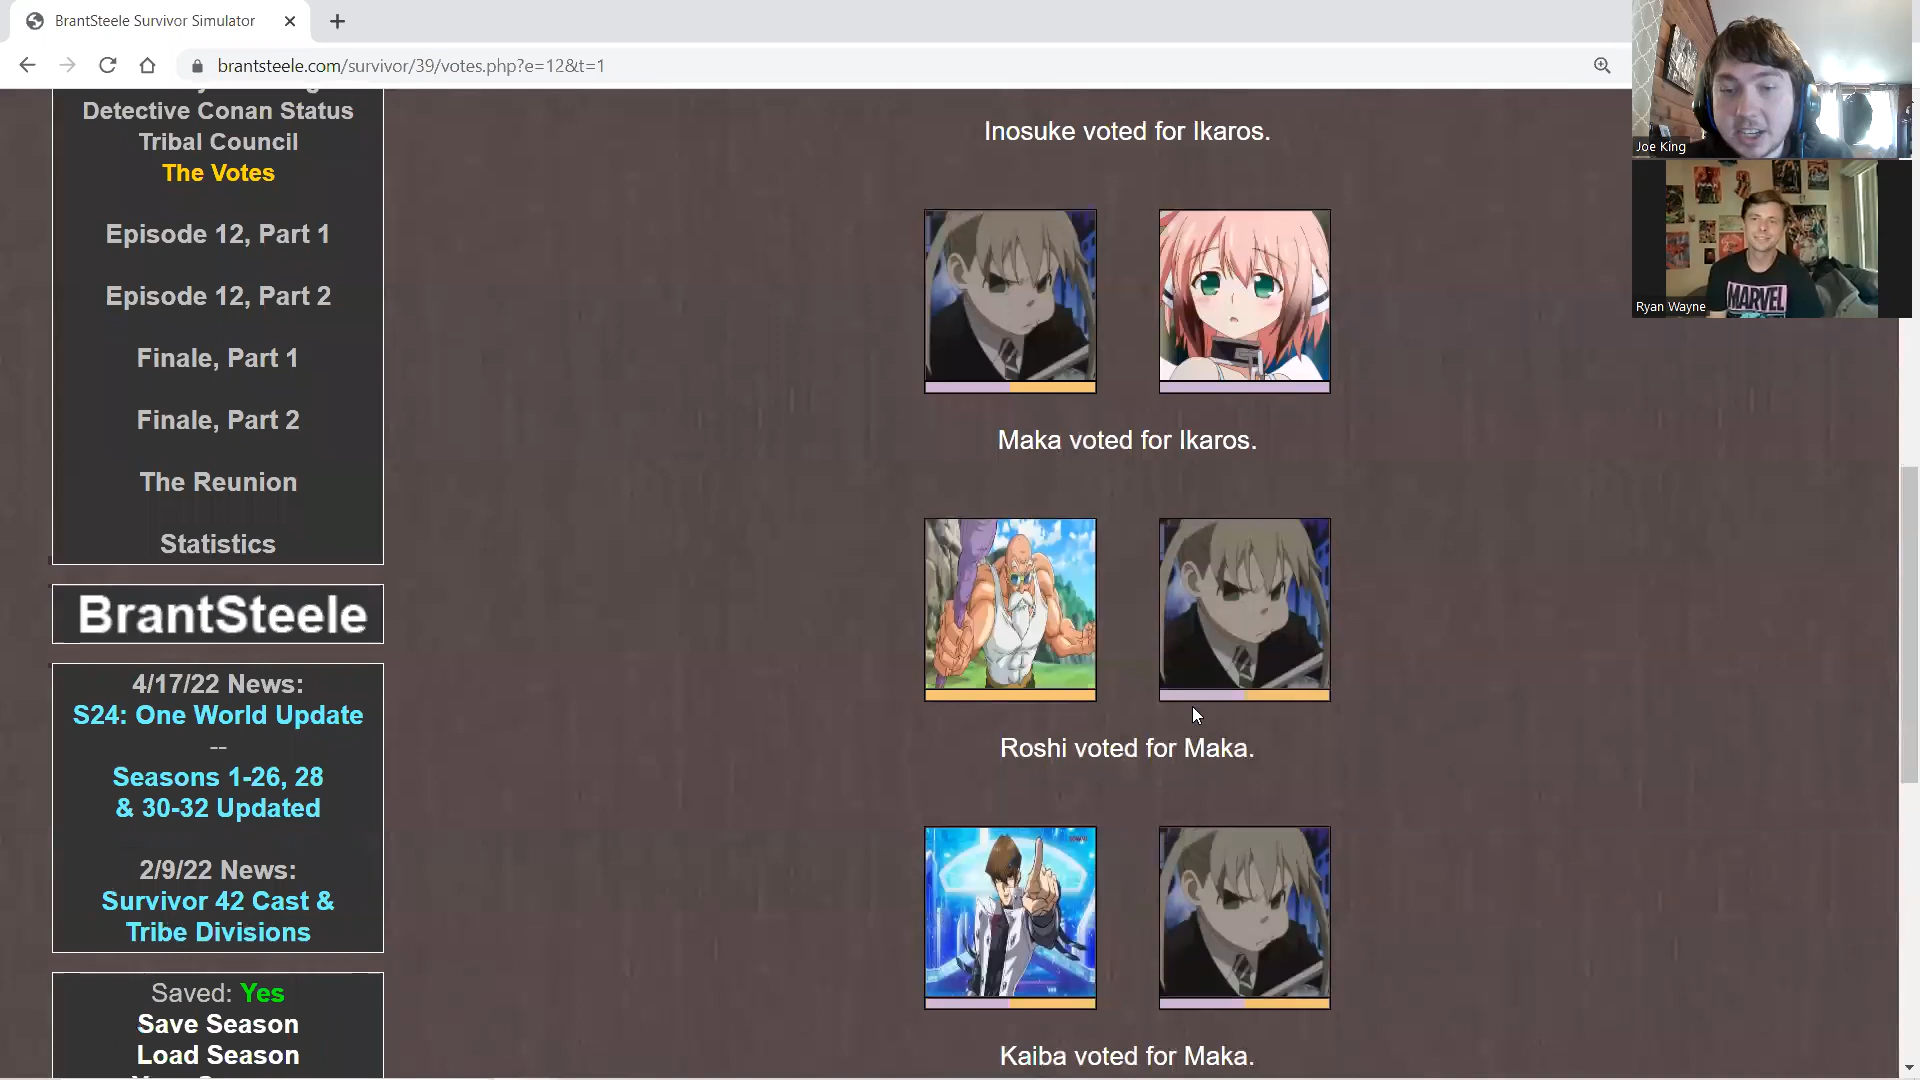 BrantSteele Survivor Simulator
brantsteele.com/survivor/39/votes.php?e=12&t=1
Joe King
Ryan Wayne
MARVEL
Detective Conan Status
Tribal Council
The Votes
Episode 12, Part 1
Episode 12, Part 2
Finale, Part 1
Finale, Part 2
The Reunion
Statistics
BrantSteele
4/17/22 News:
S24: One World Update
--
Seasons 1-26, 28
& 30-32 Updated
2/9/22 News:
Survivor 42 Cast &
Tribe Divisions
Saved: Yes
Save Season
Load Season
Inosuke voted for Ikaros.
Maka voted for Ikaros.
Roshi voted for Maka.
Kaiba voted for Maka.